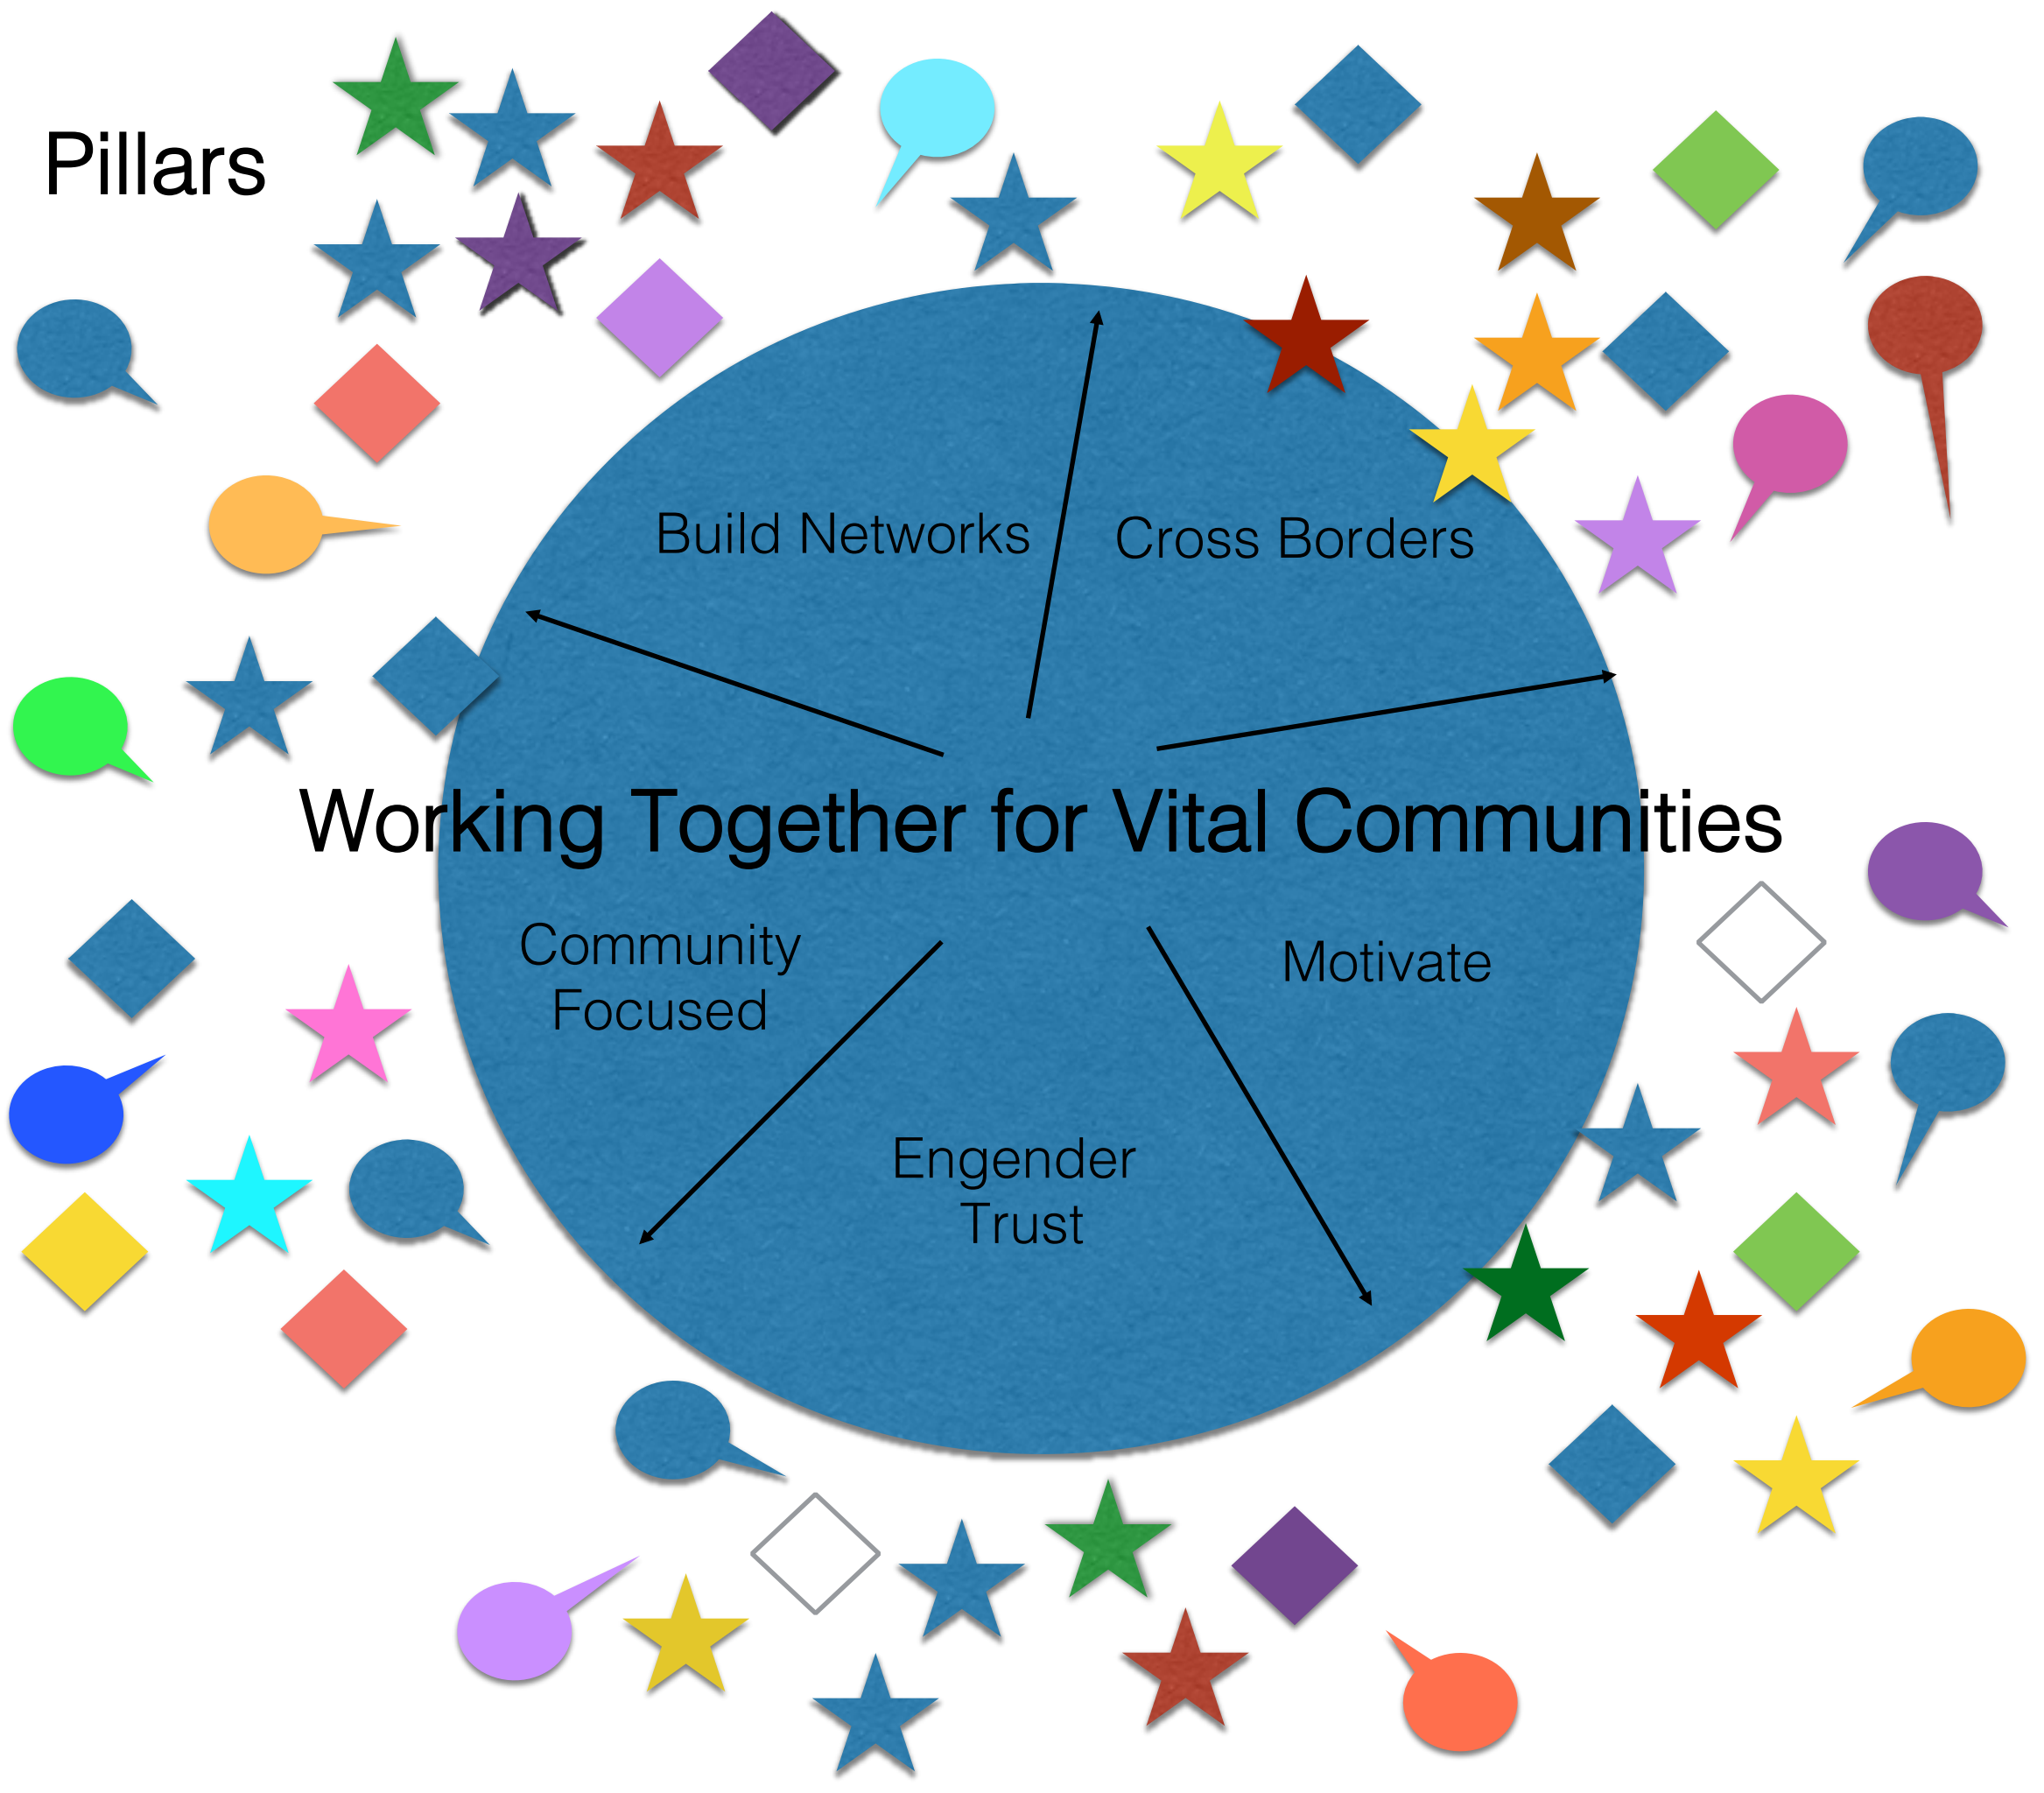 Pillars
Build Networks
Cross Borders
Working Together for Vital Communities
Community
Focused
Motivate
Engender
Trust